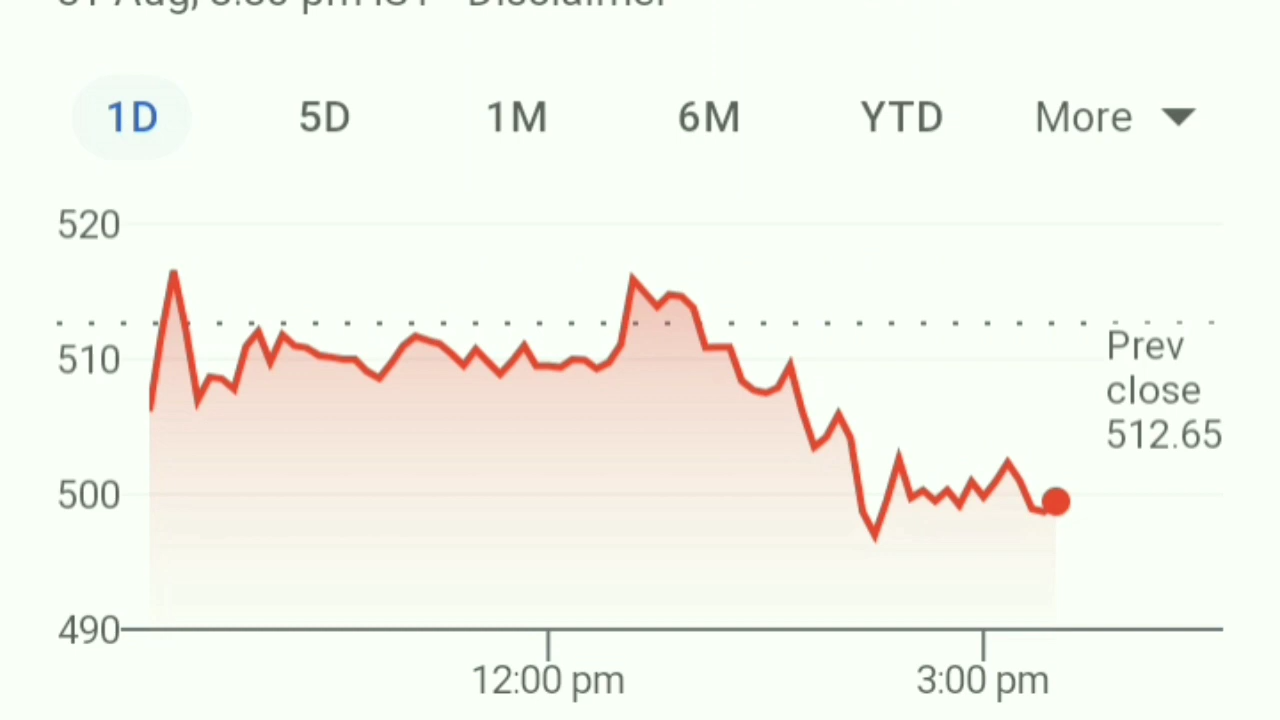 Disclaimer
1D 5D 1M 6M YTD More
520
510
500
490
Prev
close
512.65
12:00 pm 3:00 pm